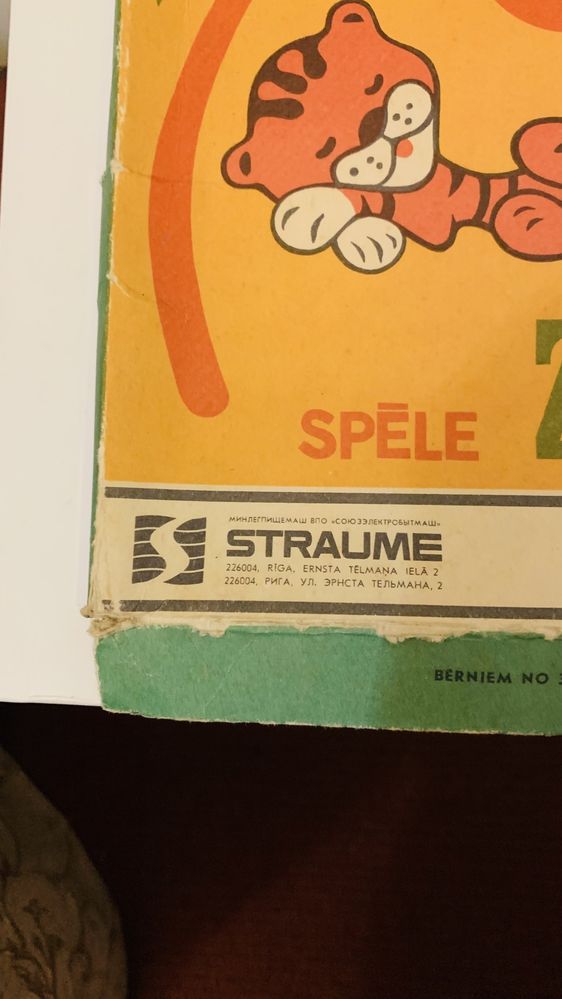 SPĒLE Z
МИНЛЕГПИЩЕМАШ ВПО «СОЮЗЭЛЕКТРОБЫТМАШ»
STRAUME
226004, RĪGA, ERNSTA TĒLMAŅA IELĀ 2
226004, РИГА, УЛ. ЭРНСТА ТЕЛЬМАНА, 2
BĒRNIEM NO 3